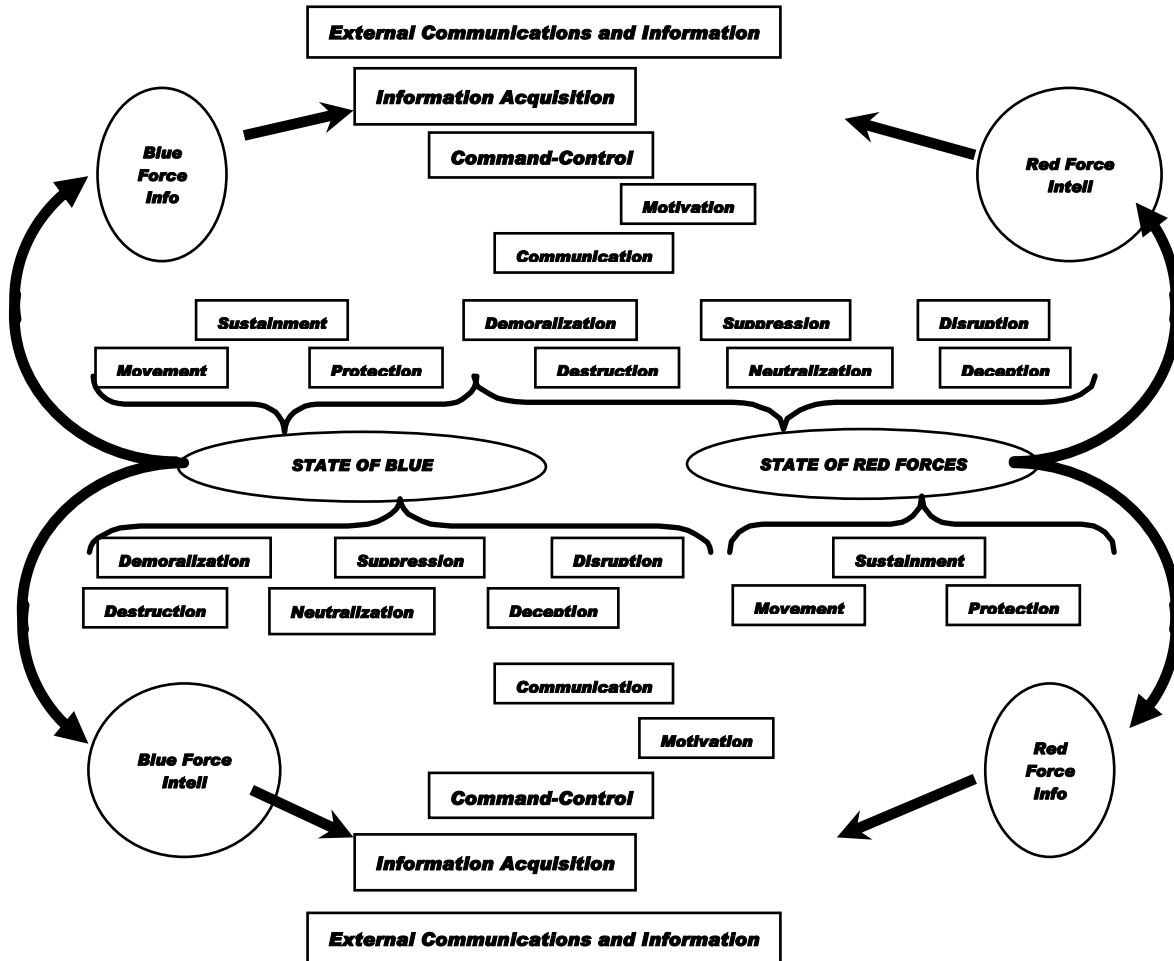 External Communications and Information
Information Acquisition
Blue
Force
Info
Command-Control
Red Force
Intell
Motivation
Communication
Sustainment
Demoralization
Suppression
Disruption
Movement
Protection
Destruction
Neutralization
Deception
STATE OF BLUE
STATE OF RED FORCES
Demoralization
Suppression
Disruption
Sustainment
Destruction
Neutralization
Deception
Movement
Protection
Communication
Motivation
Blue Force
Intell
Red
Force
Info
Command-Control
Information Acquisition
External Communications and Information